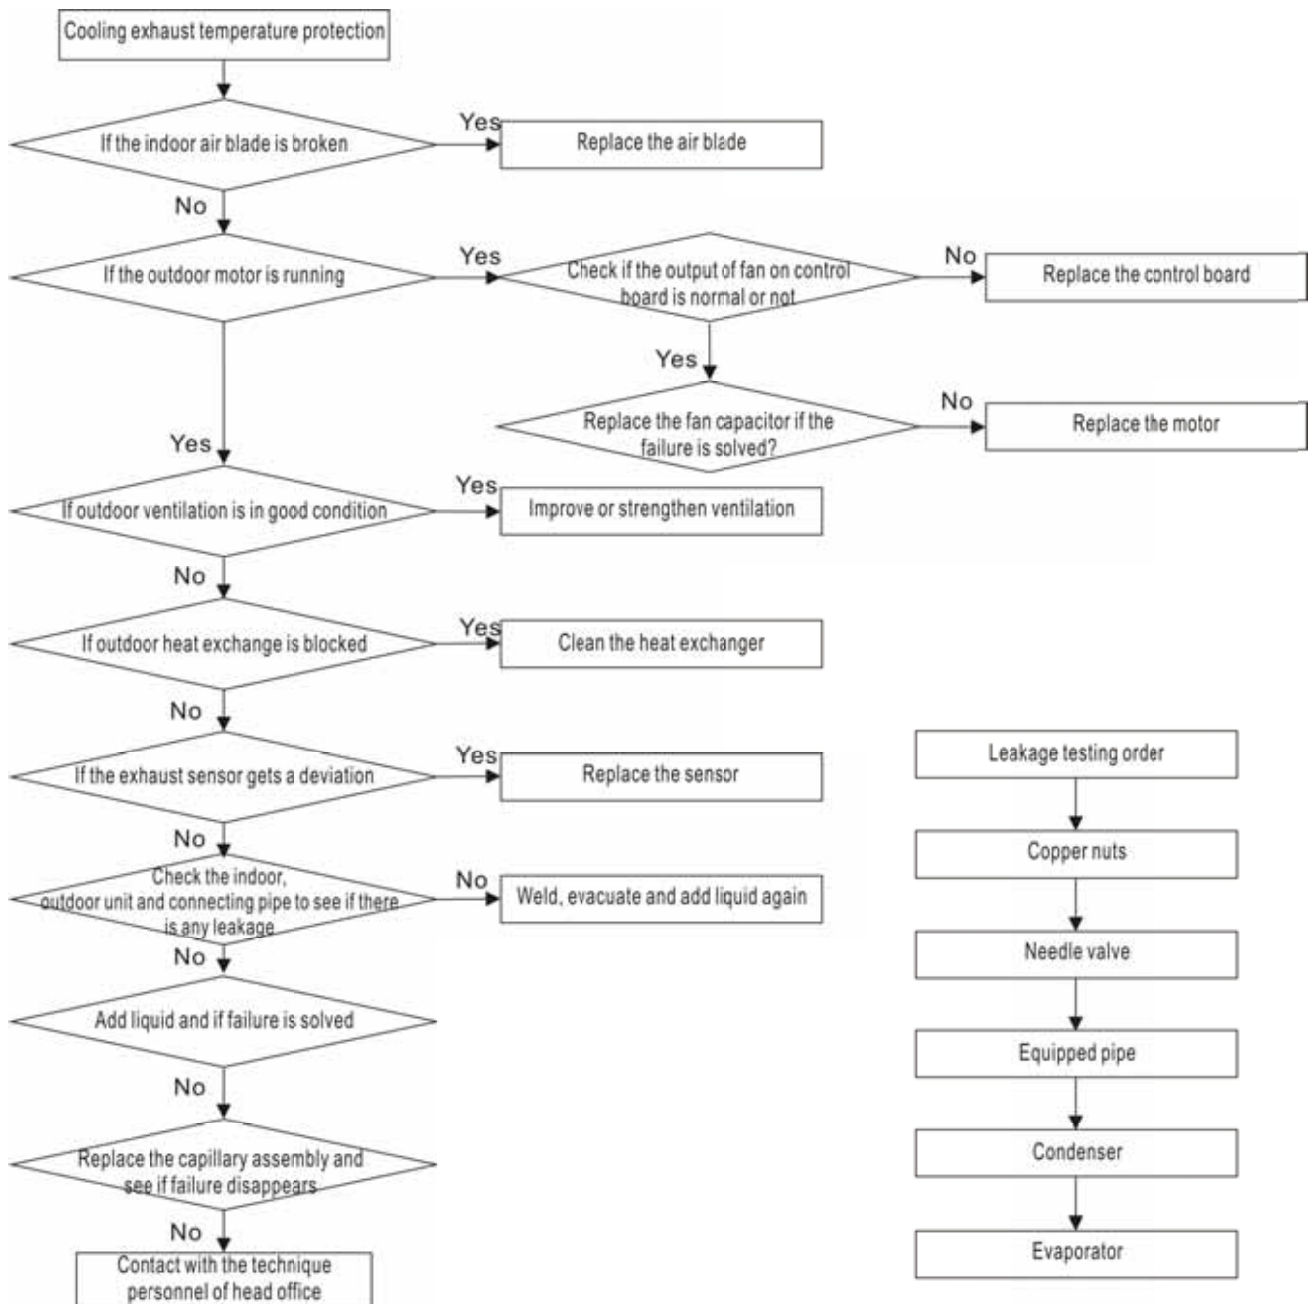 Cooling exhaust temperature protection
If the indoor air blade is broken
Yes
Replace the air blade
No
If the outdoor motor is running
Yes
Check if the output of fan on control
board is normal or not
No
Replace the control board
Yes
Replace the fan capacitor if the
failure is solved?
No
Replace the motor
Yes
If outdoor ventilation is in good condition
Yes
Improve or strengthen ventilation
No
If outdoor heat exchange is blocked
Yes
Clean the heat exchanger
No
If the exhaust sensor gets a deviation
Yes
Replace the sensor
No
Check the indoor,
outdoor unit and connecting pipe to see if there
is any leakage
No
Weld, evacuate and add liquid again
No
Add liquid and if failure is solved
No
Replace the capillary assembly and
see if failure disappears
No
Contact with the technique
personnel of head office
Leakage testing order
Copper nuts
Needle valve
Equipped pipe
Condenser
Evaporator